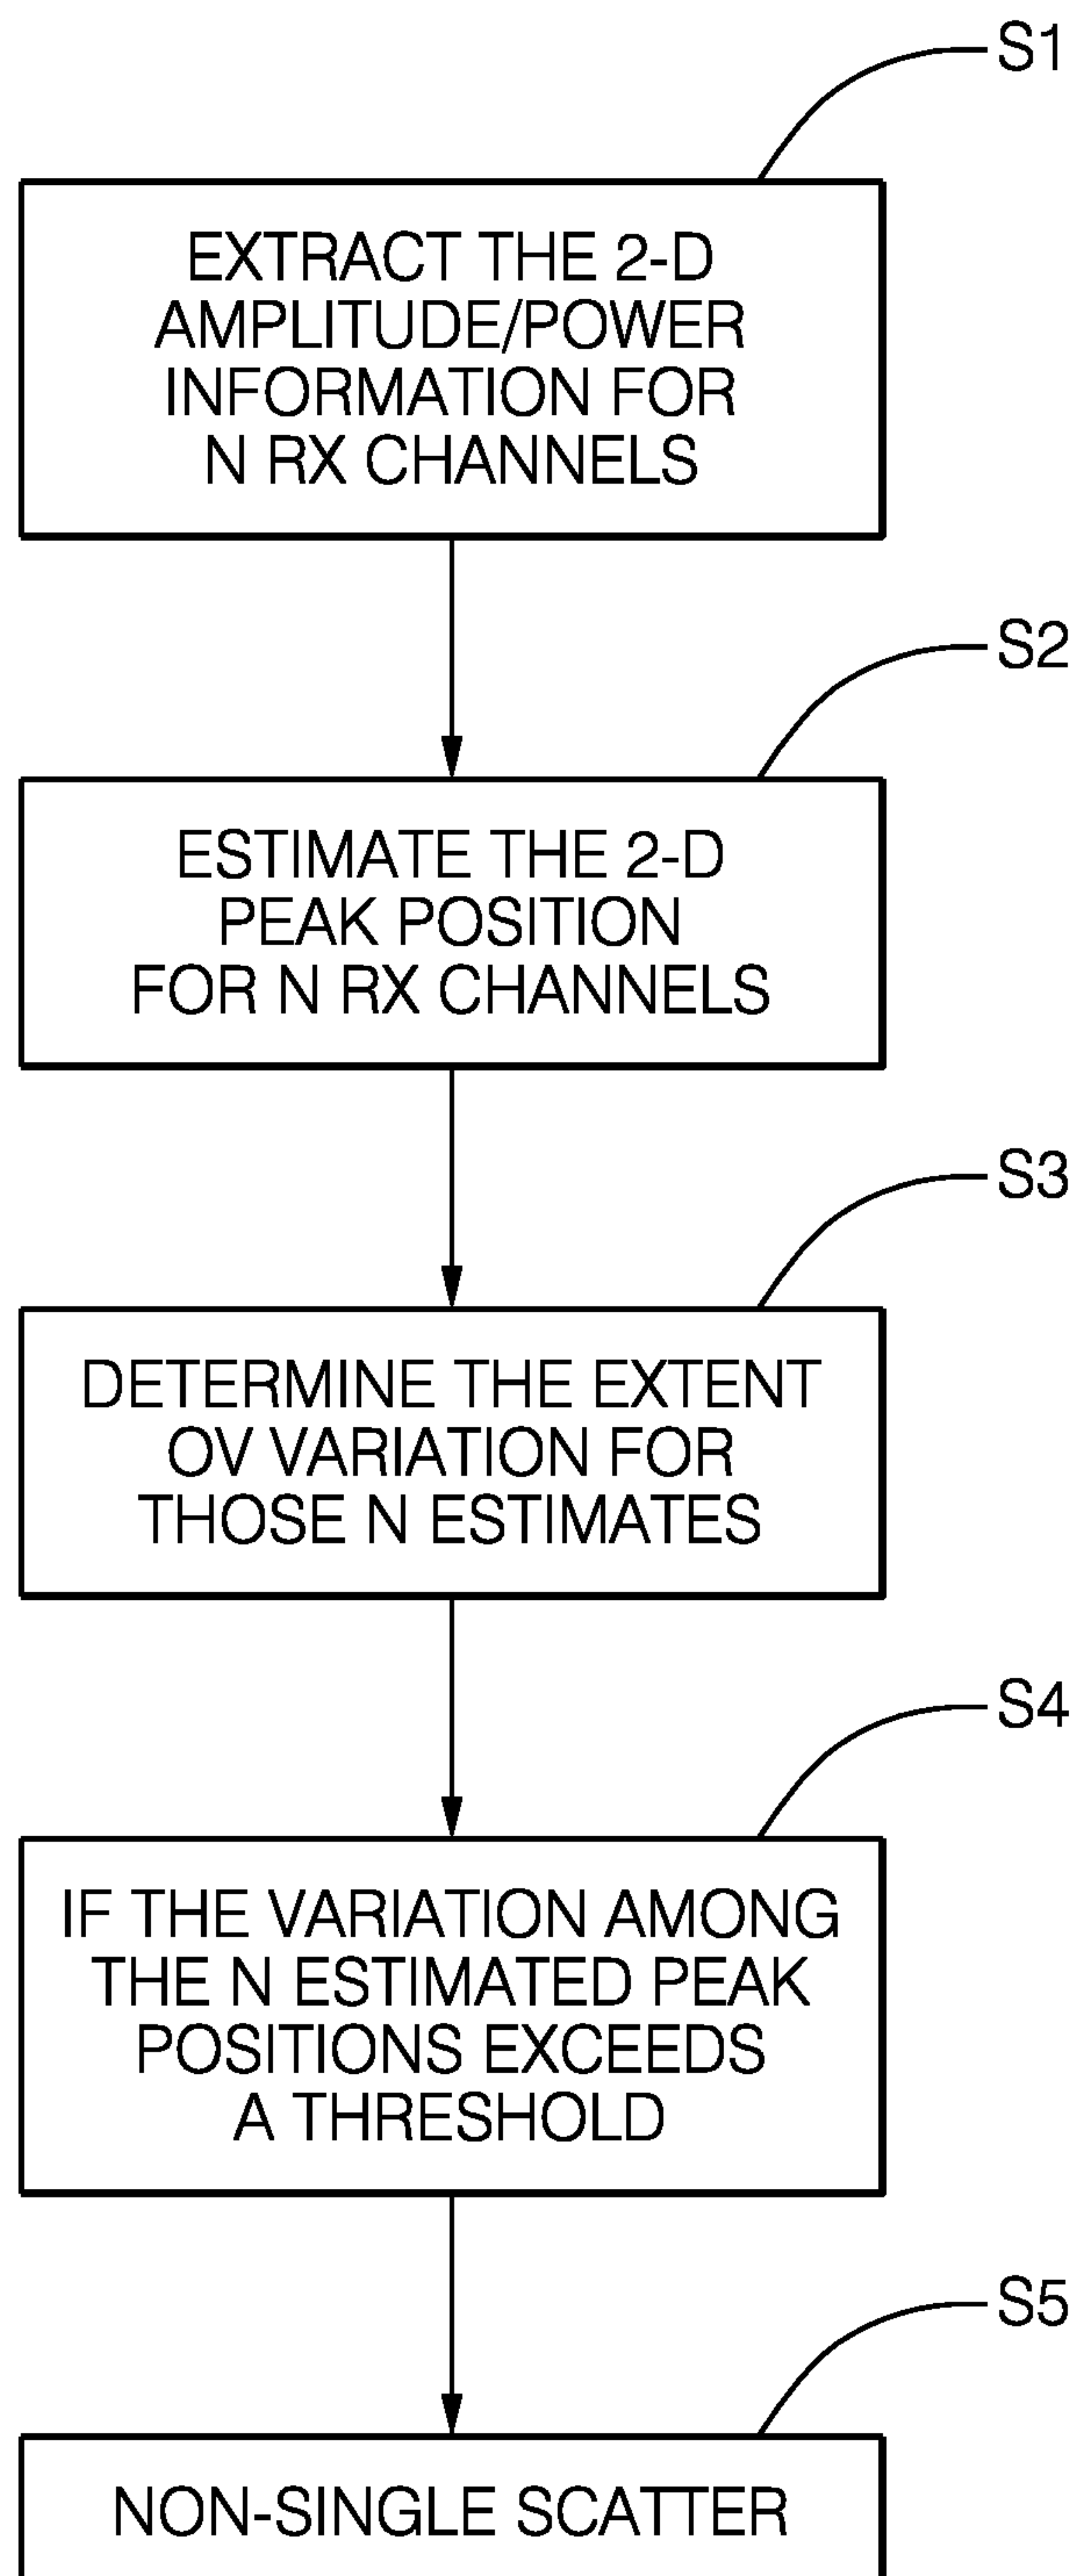 S1
EXTRACT THE 2-D
AMPLITUDE/POWER
INFORMATION FOR
N RX CHANNELS
S2
ESTIMATE THE 2-D
PEAK POSITION
FOR N RX CHANNELS
S3
DETERMINE THE EXTENT
OV VARIATION FOR
THOSE N ESTIMATES
S4
IF THE VARIATION AMONG
THE N ESTIMATED PEAK
POSITIONS EXCEEDS
A THRESHOLD
S5
NON-SINGLE SCATTER